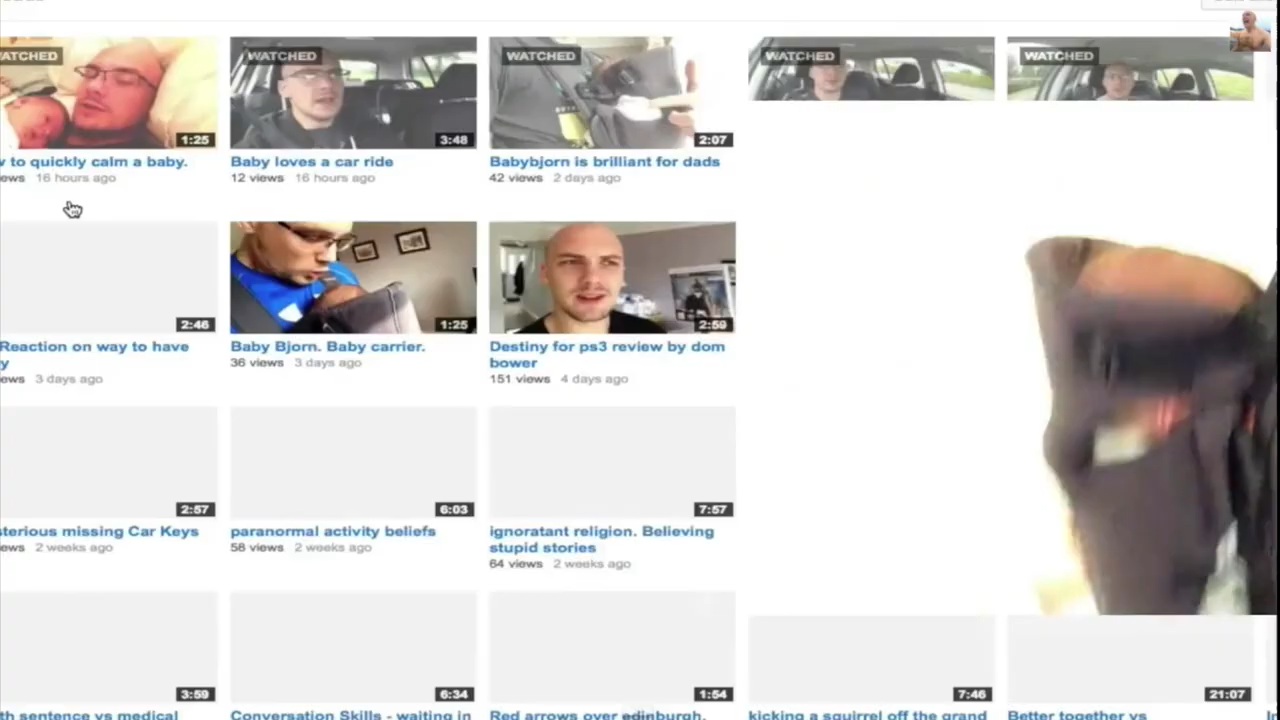 WATCHED
WATCHED
WATCHED
WATCHED
1:25
3:48
2:07
to quickly calm a baby.
Baby loves a car ride
Babybjorn is brilliant for dads
16 hours ago
12 views 16 hours ago
42 views 2 days ago
2:46
1:25
2:59
Reaction on way to have
Baby Bjorn. Baby carrier.
Destiny for ps3 review by dom
bower
3 days ago
36 views 3 days ago
151 views 4 days ago
2:57
6:03
7:57
sterious missing Car Keys
paranormal activity beliefs
ignoratant religion. Believing
stupid stories
2 weeks ago
58 views 2 weeks ago
64 views 2 weeks ago
3:59
6:34
1:54
7:46
21:07
th sentence vs medical
Conversation Skills - waiting in
Red arrows over edinburgh.
kicking a squirrel off the grand
Better together vs